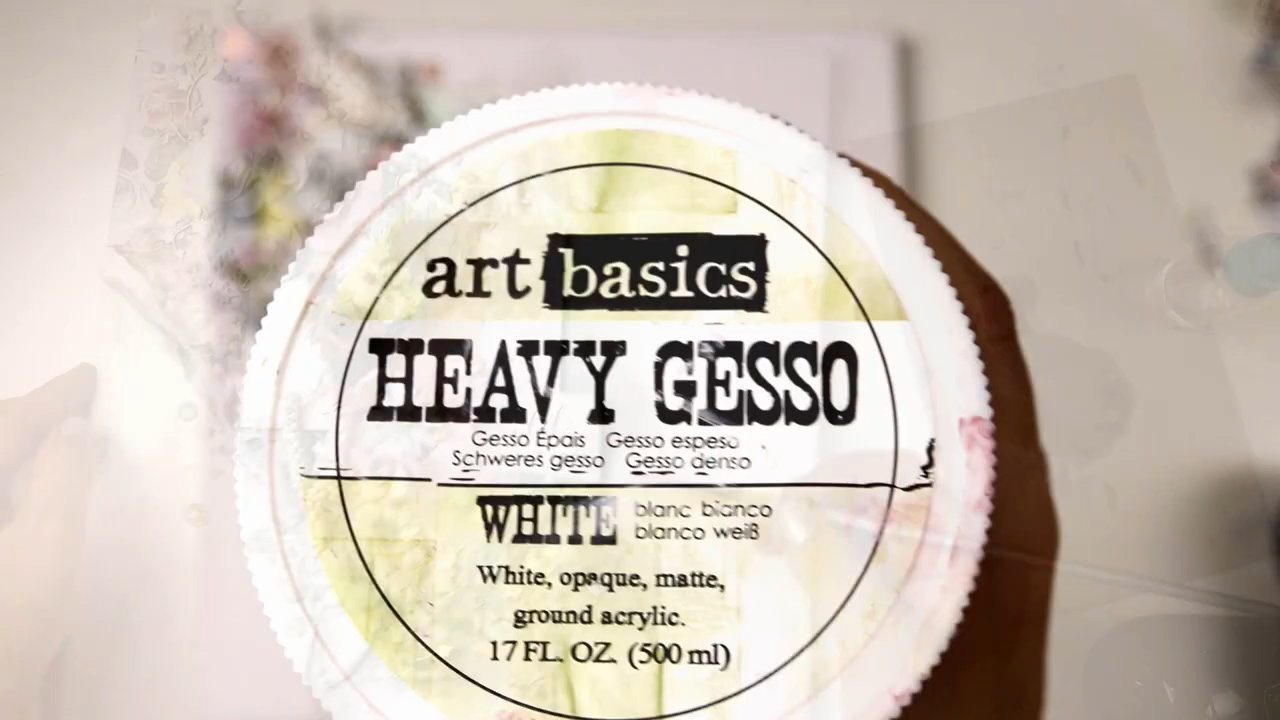 art basics
HEAVY GESSO
Gesso Épais Gesso espeso
Schweres gesso Gesso denso
WHITE blanc bianco
blanco weiß
White, opaque, matte,
ground acrylic.
17 FL. OZ. (500 ml)